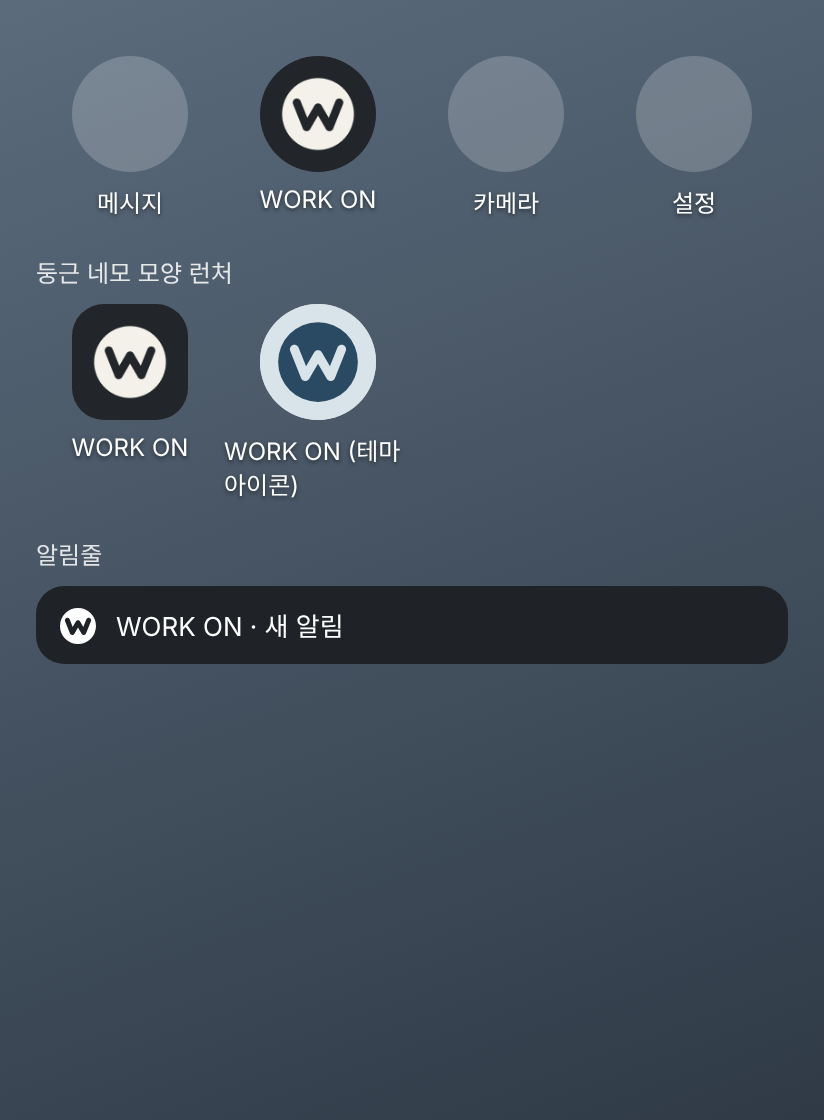 메시지 WORK ON 카메라 설정
둥근 네모 모양 런처
WORK ON WORK ON (테마
아이콘)
알림줄
W WORK ON · 새 알림